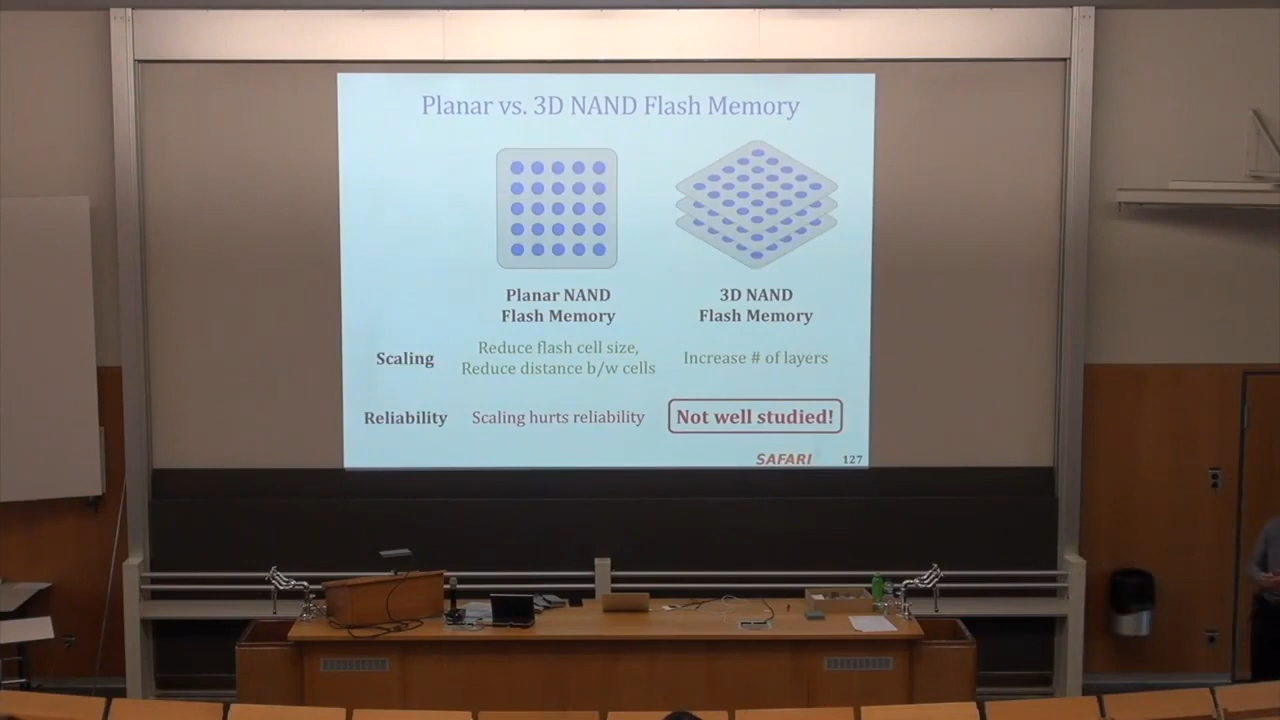 Planar vs. 3D NAND Flash Memory
Planar NAND
Flash Memory
3D NAND
Flash Memory
Scaling
Reduce flash cell size,
Reduce distance b/w cells
Increase # of layers
Reliability
Scaling hurts reliability
Not well studied!
SAFARI
127